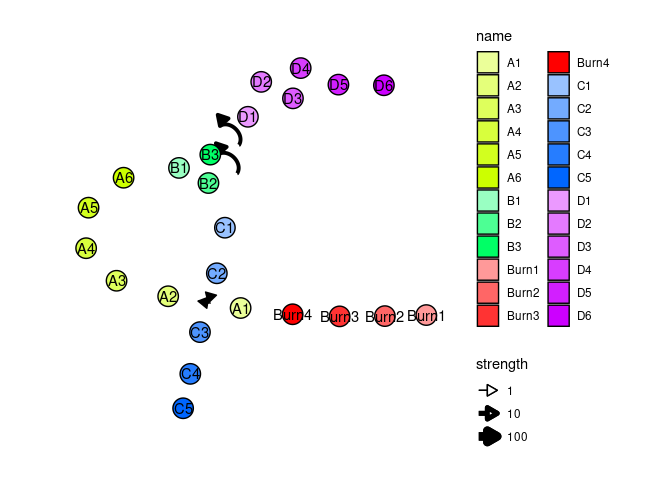 name
A1
A2
A3
A4
A5
A6
B1
B2
B3
Burn1
Burn2
Burn3
Burn4
C1
C2
C3
C4
C5
D1
D2
D3
D4
D5
D6
strength
1
10
100
D4
D2
D5
D6
D3
D1
B3
B1
A6
B2
A5
C1
A4
C2
A3
A2
A1
Burn4
Burn3
Burn2
Burn1
C3
C4
C5